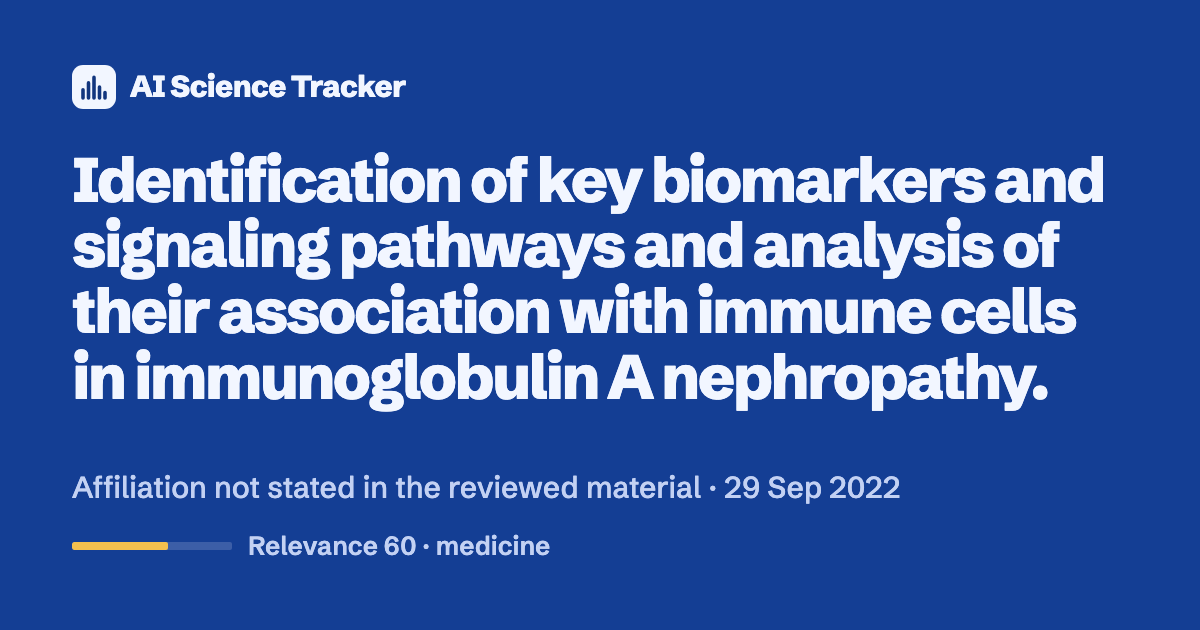 AI Science Tracker
Identification of key biomarkers and
signaling pathways and analysis of
their association with immune cells
in immunoglobulin A nephropathy.
Affiliation not stated in the reviewed material · 29 Sep 2022
Relevance 60 · medicine